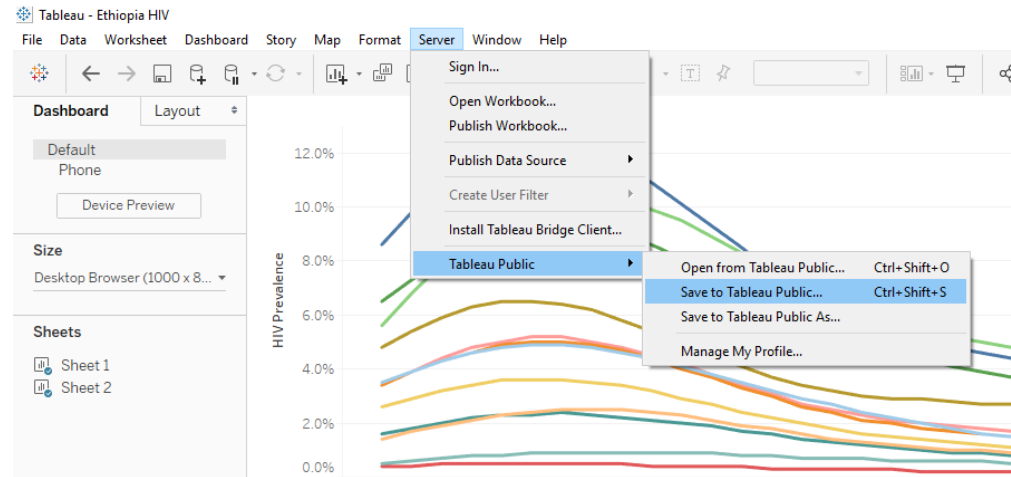 Tableau - Ethiopia HIV
File Data Worksheet Dashboard Story Map Format Server Window Help
Sign In...
Open Workbook...
Publish Workbook...
Publish Data Source
Create User Filter
Install Tableau Bridge Client...
Tableau Public
Open from Tableau Public... Ctrl+Shift+O
Save to Tableau Public... Ctrl+Shift+S
Save to Tableau Public As...
Manage My Profile...
Dashboard Layout
Default
Phone
Device Preview
Size
Desktop Browser (1000 x 8...
Sheets
Sheet 1
Sheet 2
HIV Prevalence
12.0%
10.0%
8.0%
6.0%
4.0%
2.0%
0.0%
T